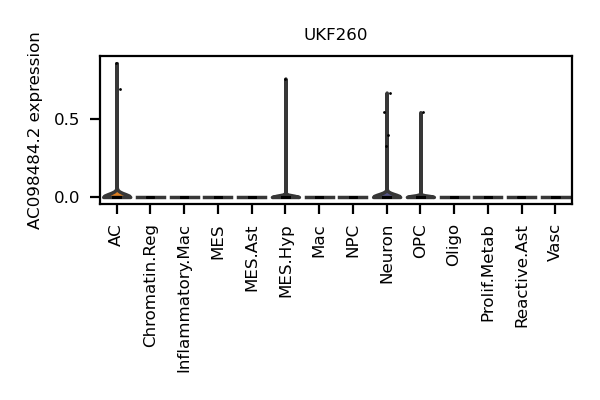 UKF260
AC098484.2 expression
0.5
0.0
AC
Chromatin.Reg
Inflammatory.Mac
MES
MES.Ast
MES.Hyp
Mac
NPC
Neuron
OPC
Oligo
Prolif.Metab
Reactive.Ast
Vasc